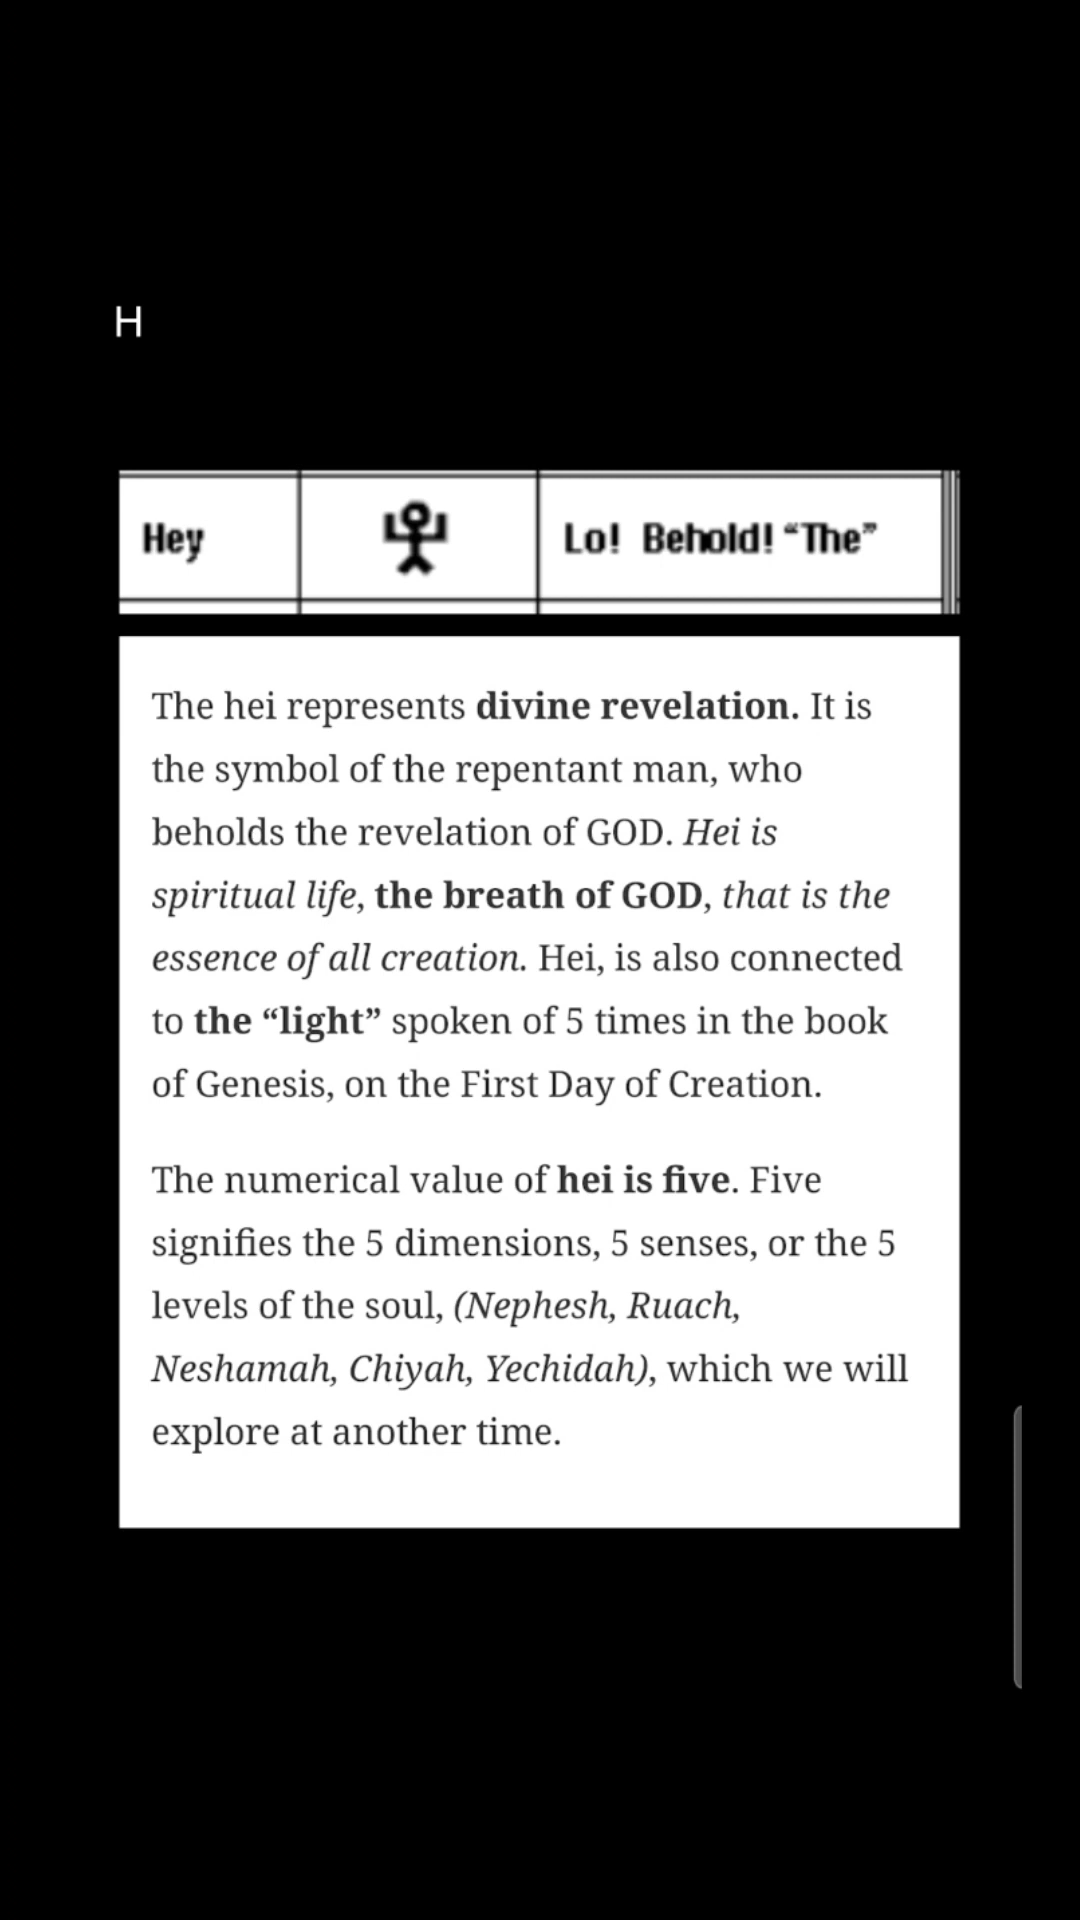 H
Hey
Lo! Behold! “The”
The hei represents divine revelation. It is
the symbol of the repentant man, who
beholds the revelation of GOD. Hei is
spiritual life, the breath of GOD, that is the
essence of all creation. Hei, is also connected
to the “light” spoken of 5 times in the book
of Genesis, on the First Day of Creation.
The numerical value of hei is five. Five
signifies the 5 dimensions, 5 senses, or the 5
levels of the soul, (Nephesh, Ruach,
Neshamah, Chiyah, Yechidah), which we will
explore at another time.